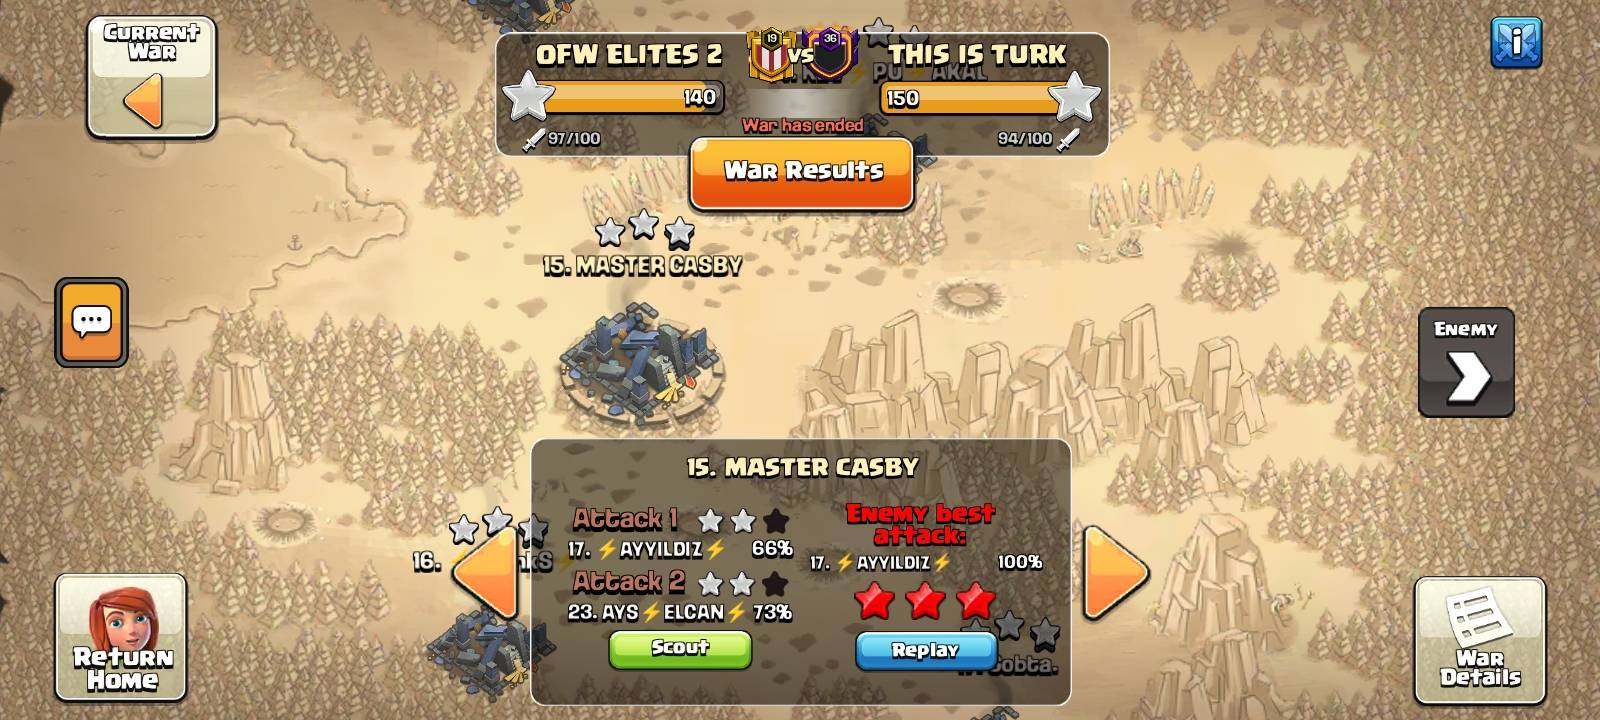 Current
War
OFW ELITES 2
19
vs
36
THIS IS TURK
140
150
War has ended
97/100
94/100
War Results
15. MASTER CASBY
Enemy
15. MASTER CASBY
Attack 1
17. ⚡AYYILDIZ⚡ 66%
Attack 2
23. AYS⚡ELCAN⚡ 73%
Scout
Enemy best
attack:
17. ⚡AYYILDIZ⚡ 100%
Replay
16.
Return
Home
War
Details